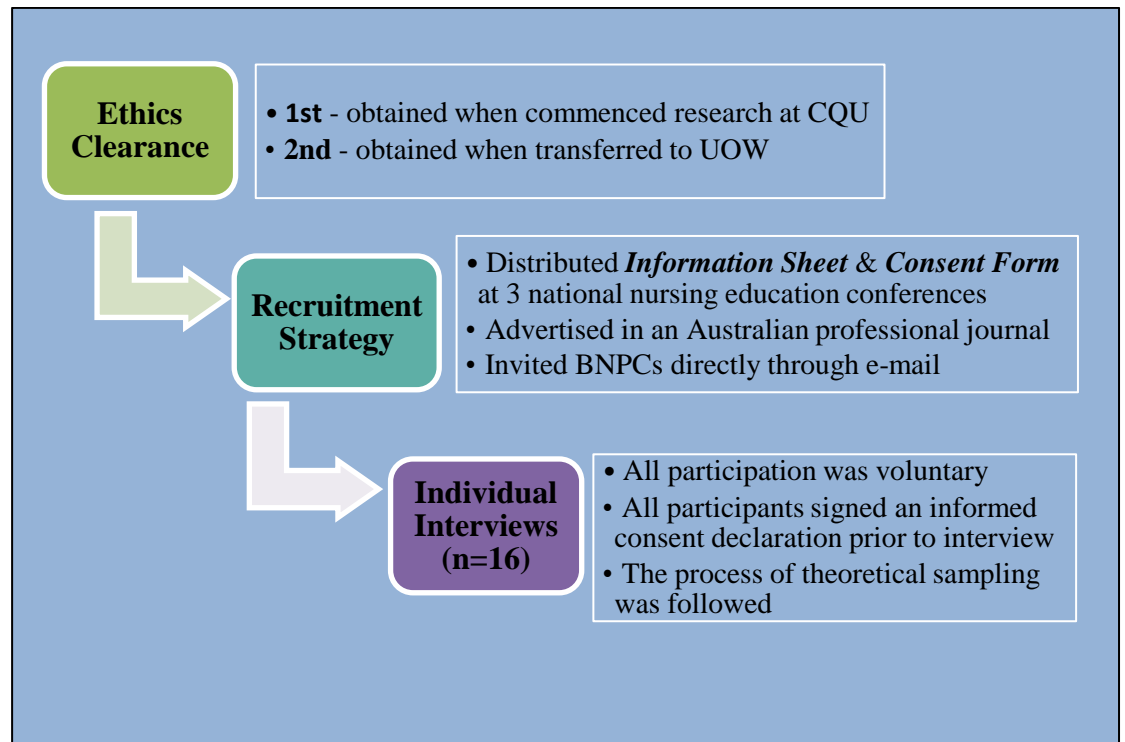 Ethics
Clearance
• 1st - obtained when commenced research at CQU
• 2nd - obtained when transferred to UOW
Recruitment
Strategy
• Distributed Information Sheet & Consent Form
at 3 national nursing education conferences
• Advertised in an Australian professional journal
• Invited BNPCs directly through e-mail
Individual
Interviews
(n=16)
• All participation was voluntary
• All participants signed an informed
consent declaration prior to interview
• The process of theoretical sampling
was followed